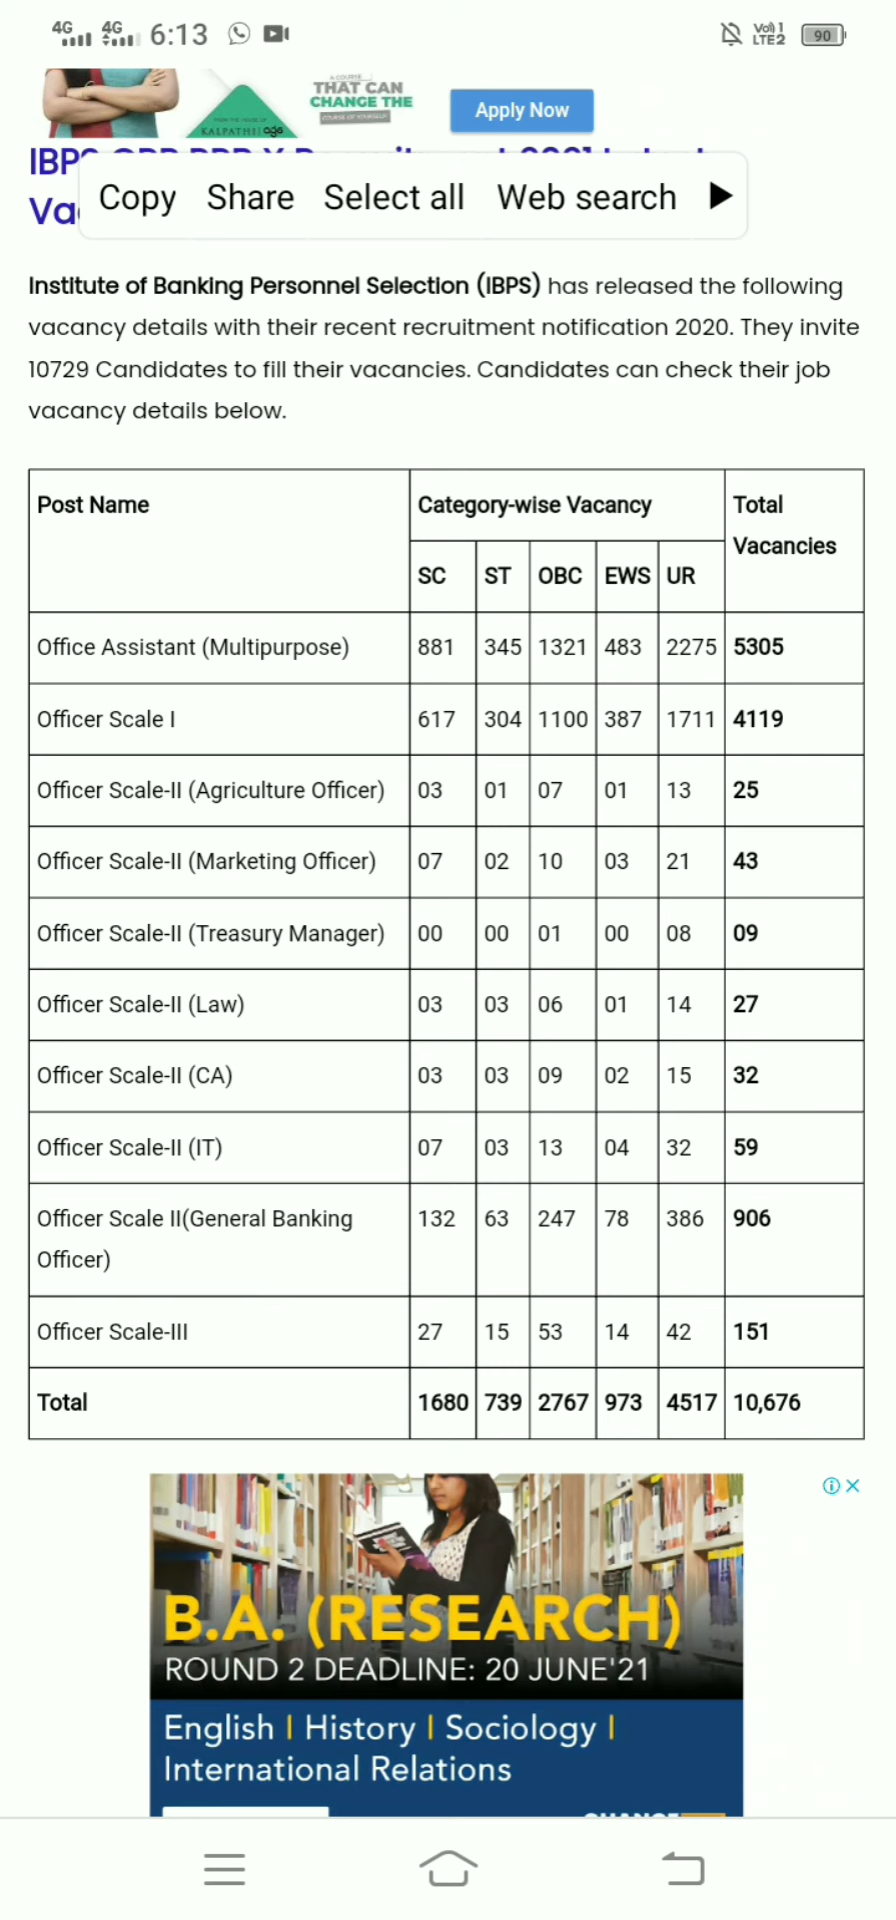 4G 4G 6:13 Vo) 1 LTE2 90
A COURSE
THAT CAN
CHANGE THE
COURSE OF YOURSELF
FROM THE HOUSE OF
KALPATHI | ags
Apply Now
Copy Share Select all Web search ▶
Institute of Banking Personnel Selection (IBPS) has released the following
vacancy details with their recent recruitment notification 2020. They invite
10729 Candidates to fill their vacancies. Candidates can check their job
vacancy details below.
Post Name Category-wise Vacancy Total Vacancies
SC ST OBC EWS UR
Office Assistant (Multipurpose) 881 345 1321 483 2275 5305
Officer Scale I 617 304 1100 387 1711 4119
Officer Scale-II (Agriculture Officer) 03 01 07 01 13 25
Officer Scale-II (Marketing Officer) 07 02 10 03 21 43
Officer Scale-II (Treasury Manager) 00 00 01 00 08 09
Officer Scale-II (Law) 03 03 06 01 14 27
Officer Scale-II (CA) 03 03 09 02 15 32
Officer Scale-II (IT) 07 03 13 04 32 59
Officer Scale II(General Banking 132 63 247 78 386 906
Officer)
Officer Scale-III 27 15 53 14 42 151
Total 1680 739 2767 973 4517 10,676
B.A. (RESEARCH)
ROUND 2 DEADLINE: 20 JUNE'21
English | History | Sociology |
International Relations